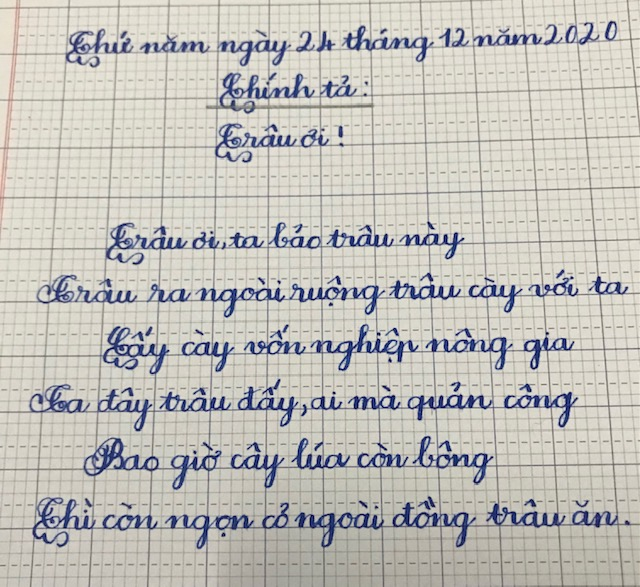 Thứ năm ngày 24 tháng 12 năm 2020
Chính tả:
Trâu ơi!
Trâu ơi, ta bảo trâu này
Trâu ra ngoài ruộng trâu cày với ta
Cấy cày vốn nghiệp nông gia
Ta đây trâu đấy, ai mà quản công
Bao giờ cây lúa còn bông
Thì còn ngọn cỏ ngoài đồng trâu ăn.